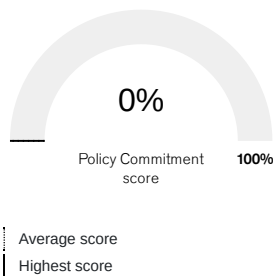 0%
Policy Commitment 100%
score
Average score
Highest score